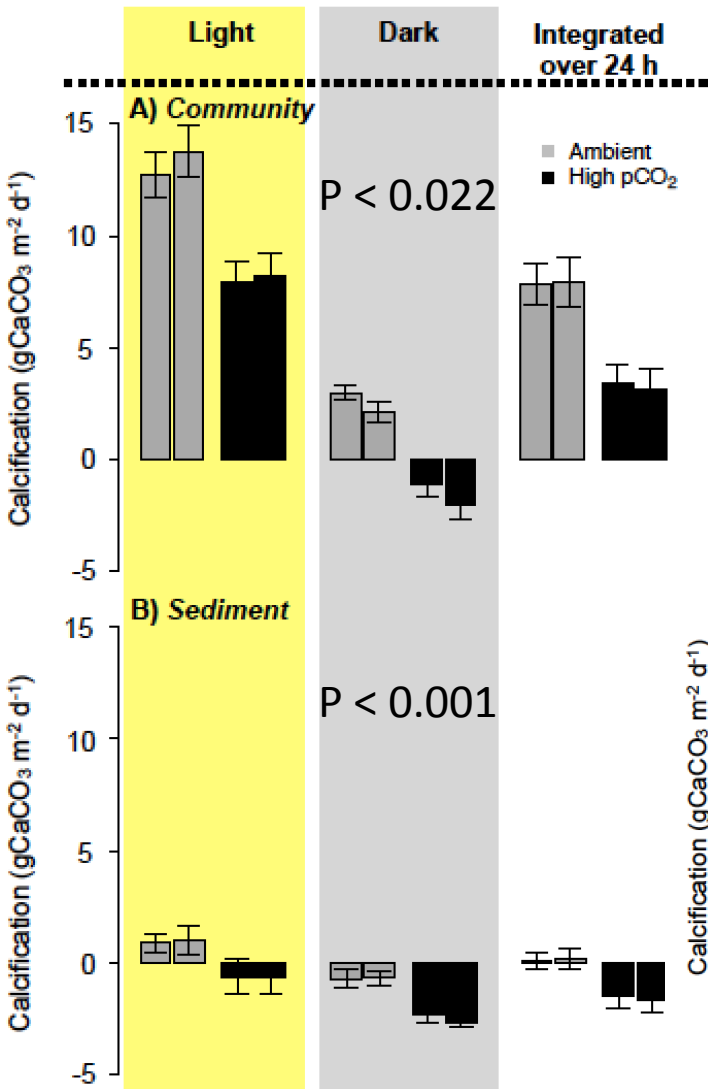 Light
Dark
Integrated
over 24 h
A) Community
Ambient
High pCO₂
P < 0.022
Calcification (gCaCO₃ m⁻² d⁻¹)
15
10
5
0
-5
B) Sediment
P < 0.001
Calcification (gCaCO₃ m⁻² d⁻¹)
15
10
5
0
-5
Calcification (gCaCO₃ m⁻² d⁻¹)